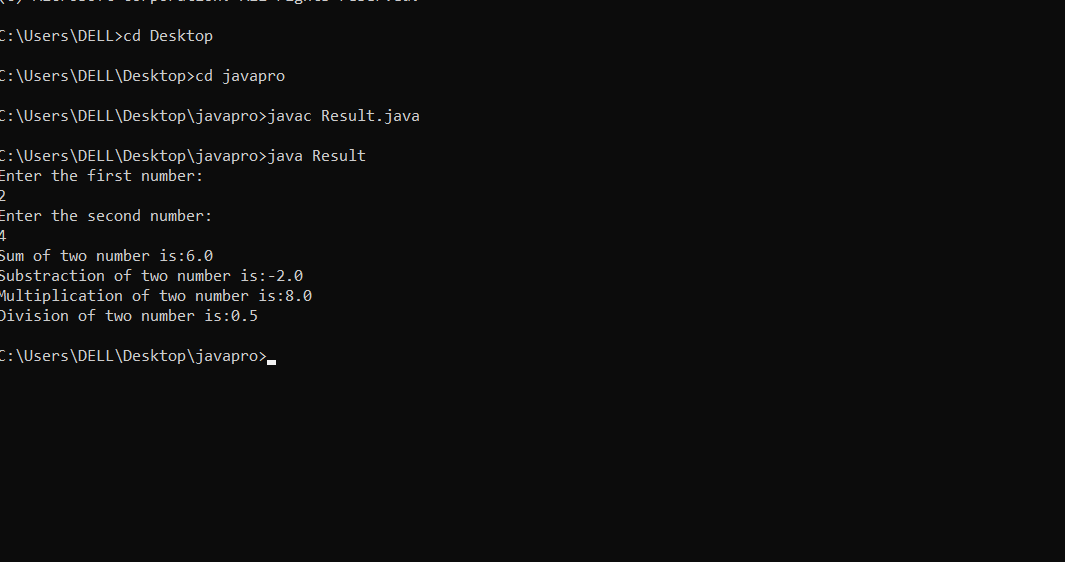 C:\Users\DELL>cd Desktop
C:\Users\DELL\Desktop>cd javapro
C:\Users\DELL\Desktop\javapro>javac Result.java
C:\Users\DELL\Desktop\javapro>java Result
Enter the first number:
2
Enter the second number:
4
Sum of two number is:6.0
Substraction of two number is:-2.0
Multiplication of two number is:8.0
Division of two number is:0.5
C:\Users\DELL\Desktop\javapro>